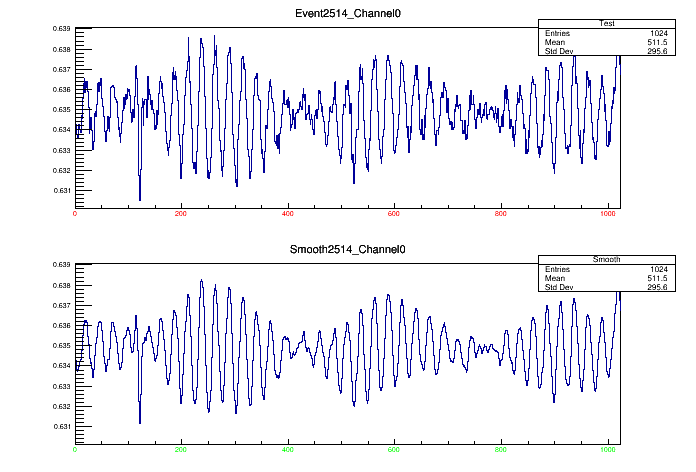 Event2514_Channel0
Test
Entries 1024
Mean 511.5
Std Dev 295.6
0.639
0.638
0.637
0.636
0.635
0.634
0.633
0.632
0.631
0 200 400 600 800 1000
Smooth2514_Channel0
Smooth
Entries 1024
Mean 511.5
Std Dev 295.6
0.639
0.638
0.637
0.636
0.635
0.634
0.633
0.632
0.631
0 200 400 600 800 1000